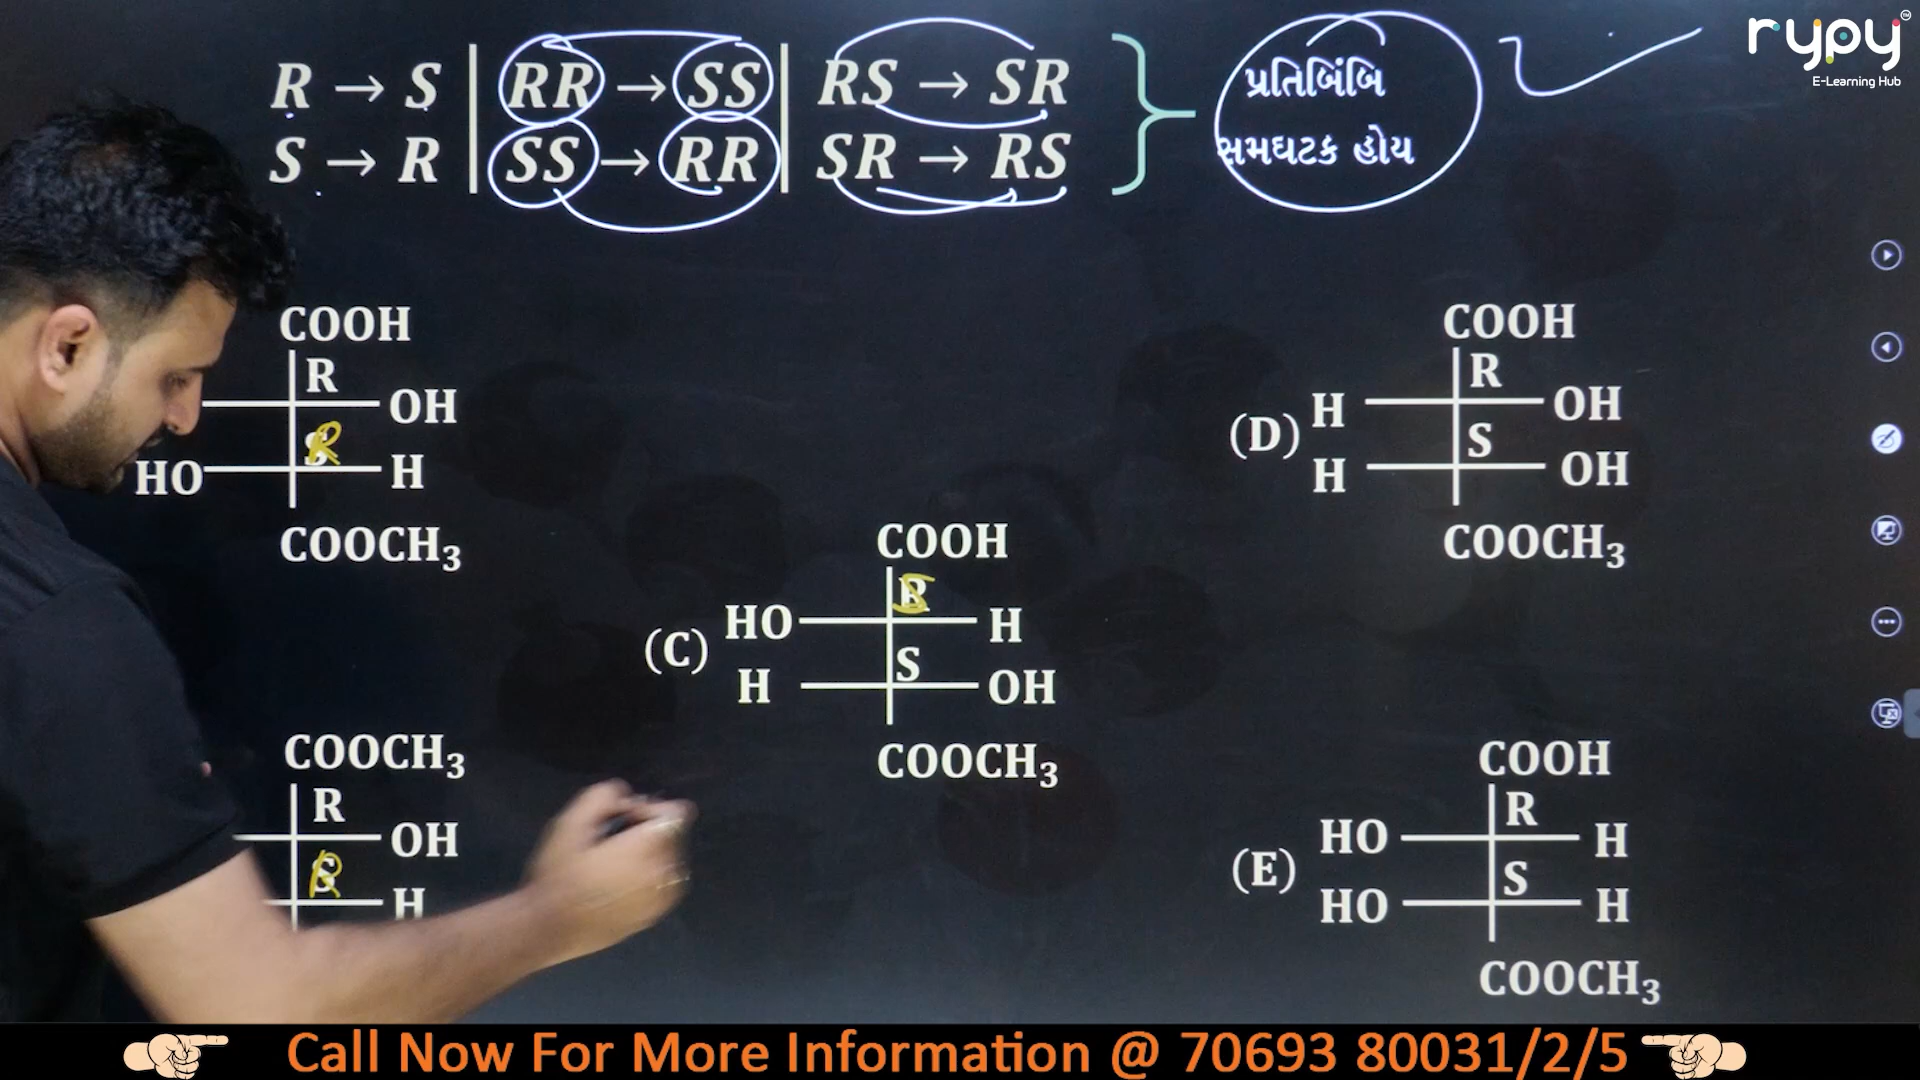 R → S | RR → SS | RS → SR
S → R | SS → RR | SR → RS
પ્રતિબિંબિ
સમઘટક હોય
rypy™
E-Learning Hub
COOH
R
OH
R
HO H
COOCH₃
COOCH₃
R
OH
R
H
COOH
S
(C) HO H
S
H OH
COOCH₃
COOH
R
(D) H OH
S
H OH
COOCH₃
COOH
R
(E) HO H
S
HO H
COOCH₃
Call Now For More Information @ 70693 80031/2/5